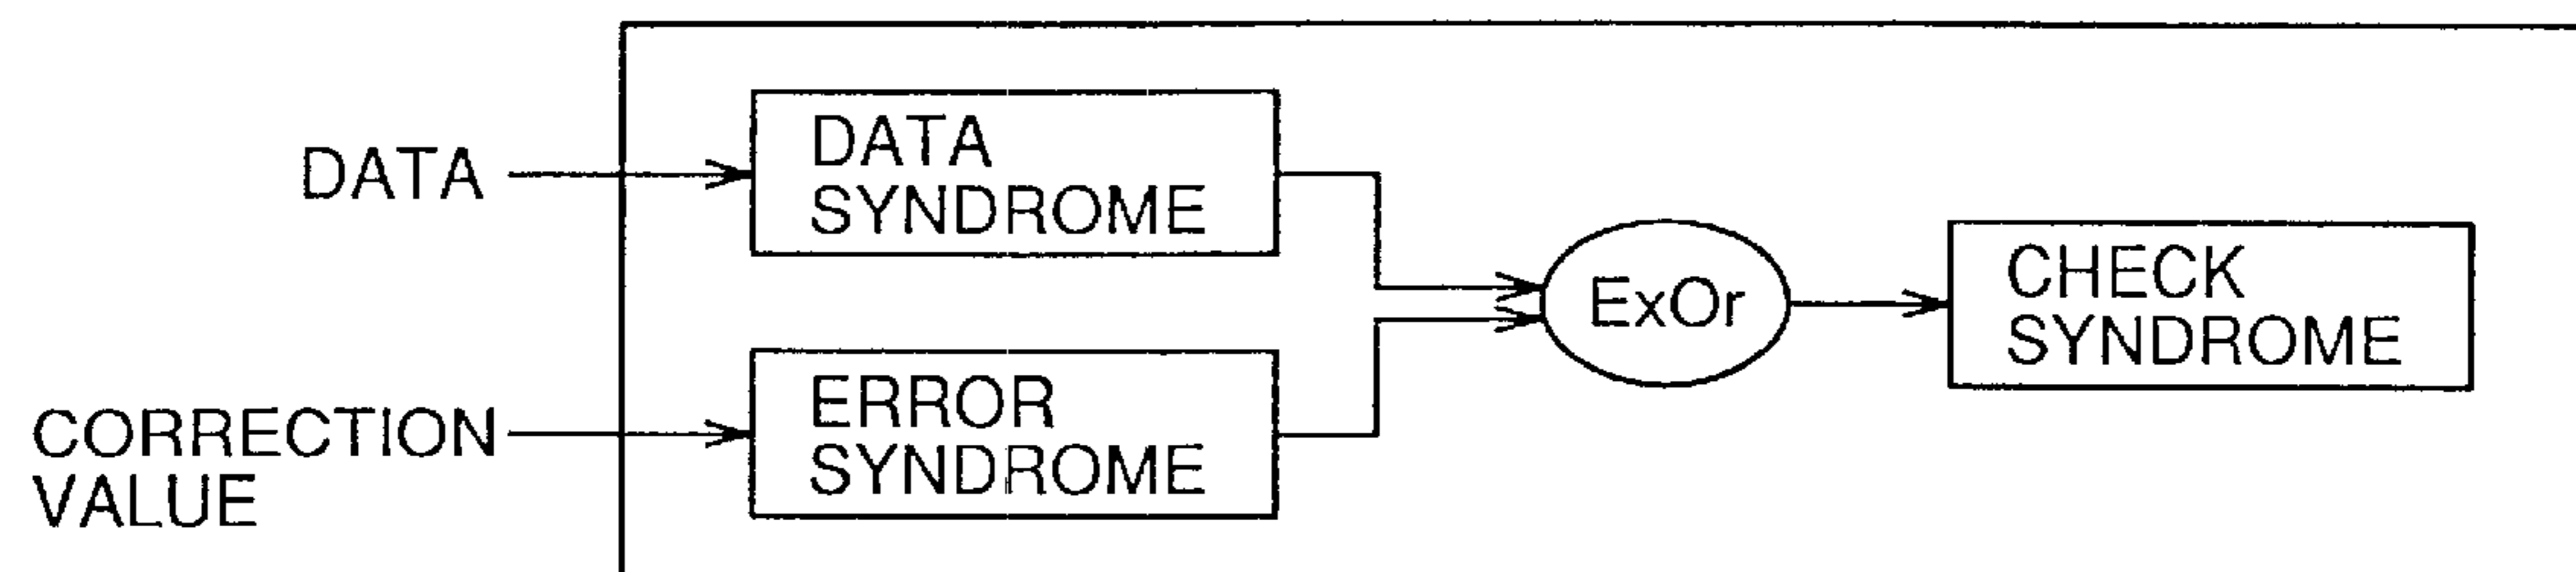 DATA
DATA
SYNDROME
CORRECTION
VALUE
ERROR
SYNDROME
ExOr
CHECK
SYNDROME